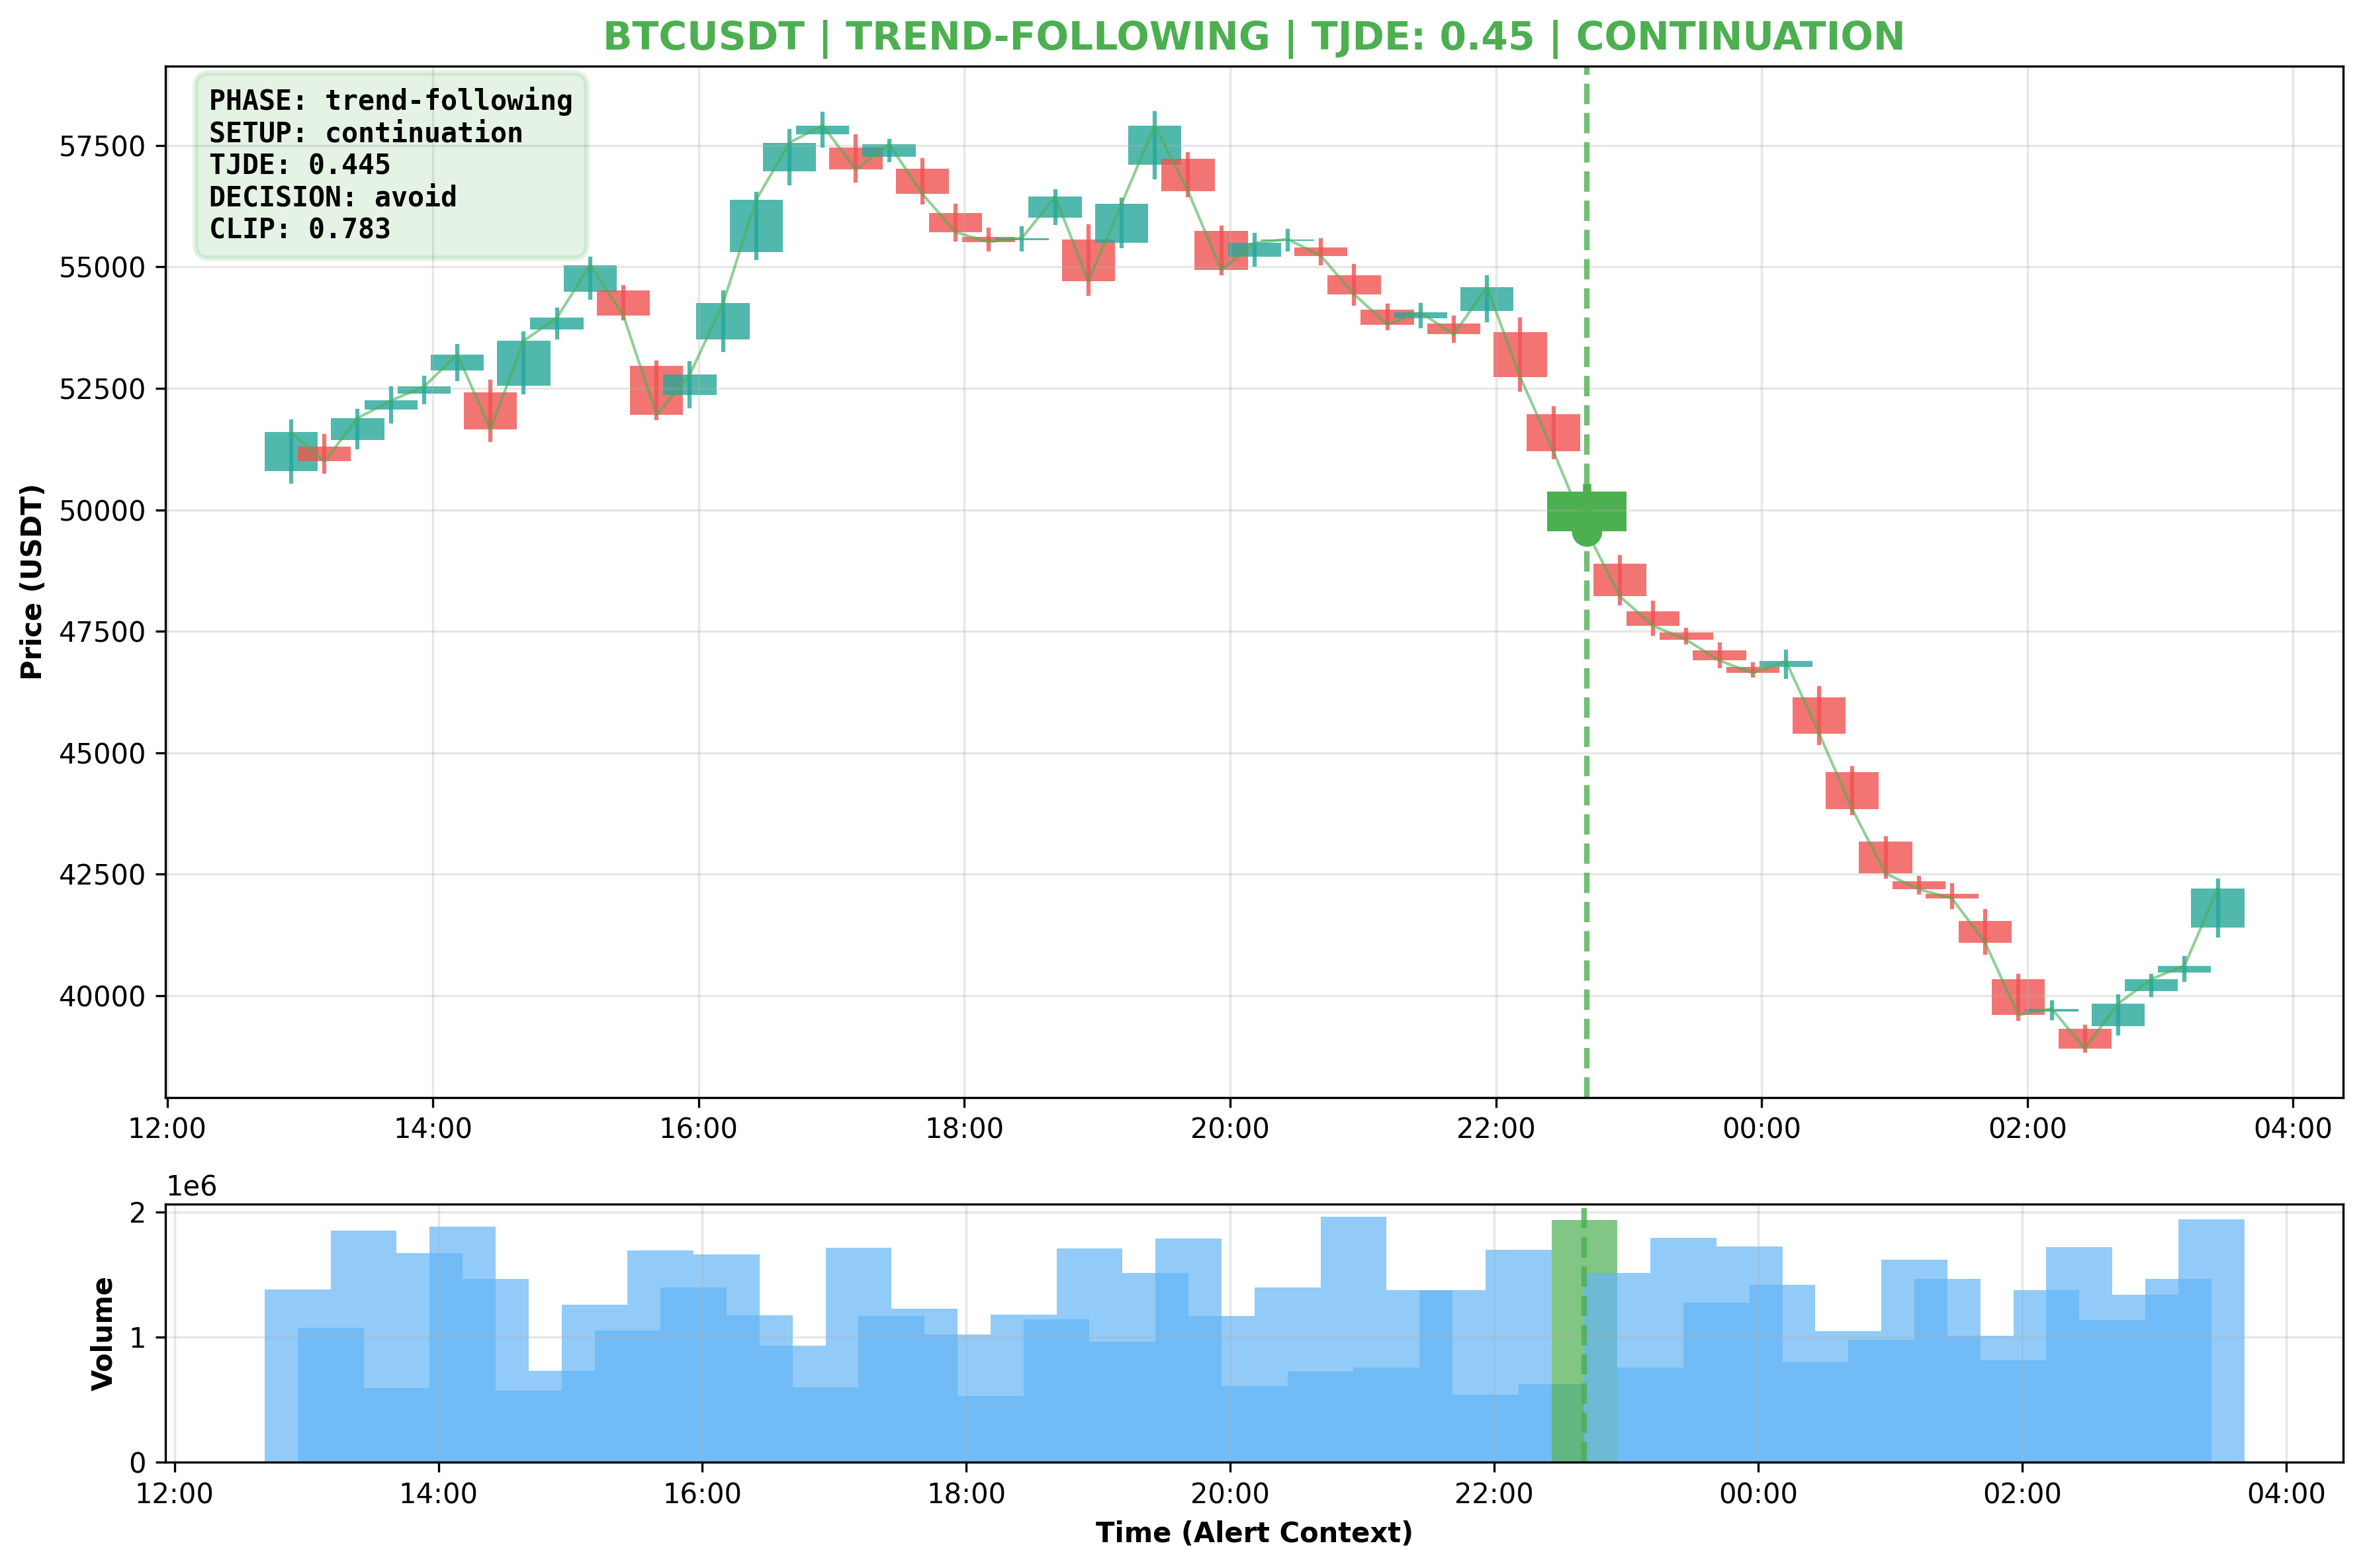 BTCUSDT | TREND-FOLLOWING | TJDE: 0.45 | CONTINUATION
PHASE: trend-following
SETUP: continuation
TJDE: 0.445
DECISION: avoid
CLIP: 0.783
Price (USDT)
57500
55000
52500
50000
47500
45000
42500
40000
12:00 14:00 16:00 18:00 20:00 22:00 00:00 02:00 04:00
1e6
Volume
2
1
0
12:00 14:00 16:00 18:00 20:00 22:00 00:00 02:00 04:00
Time (Alert Context)